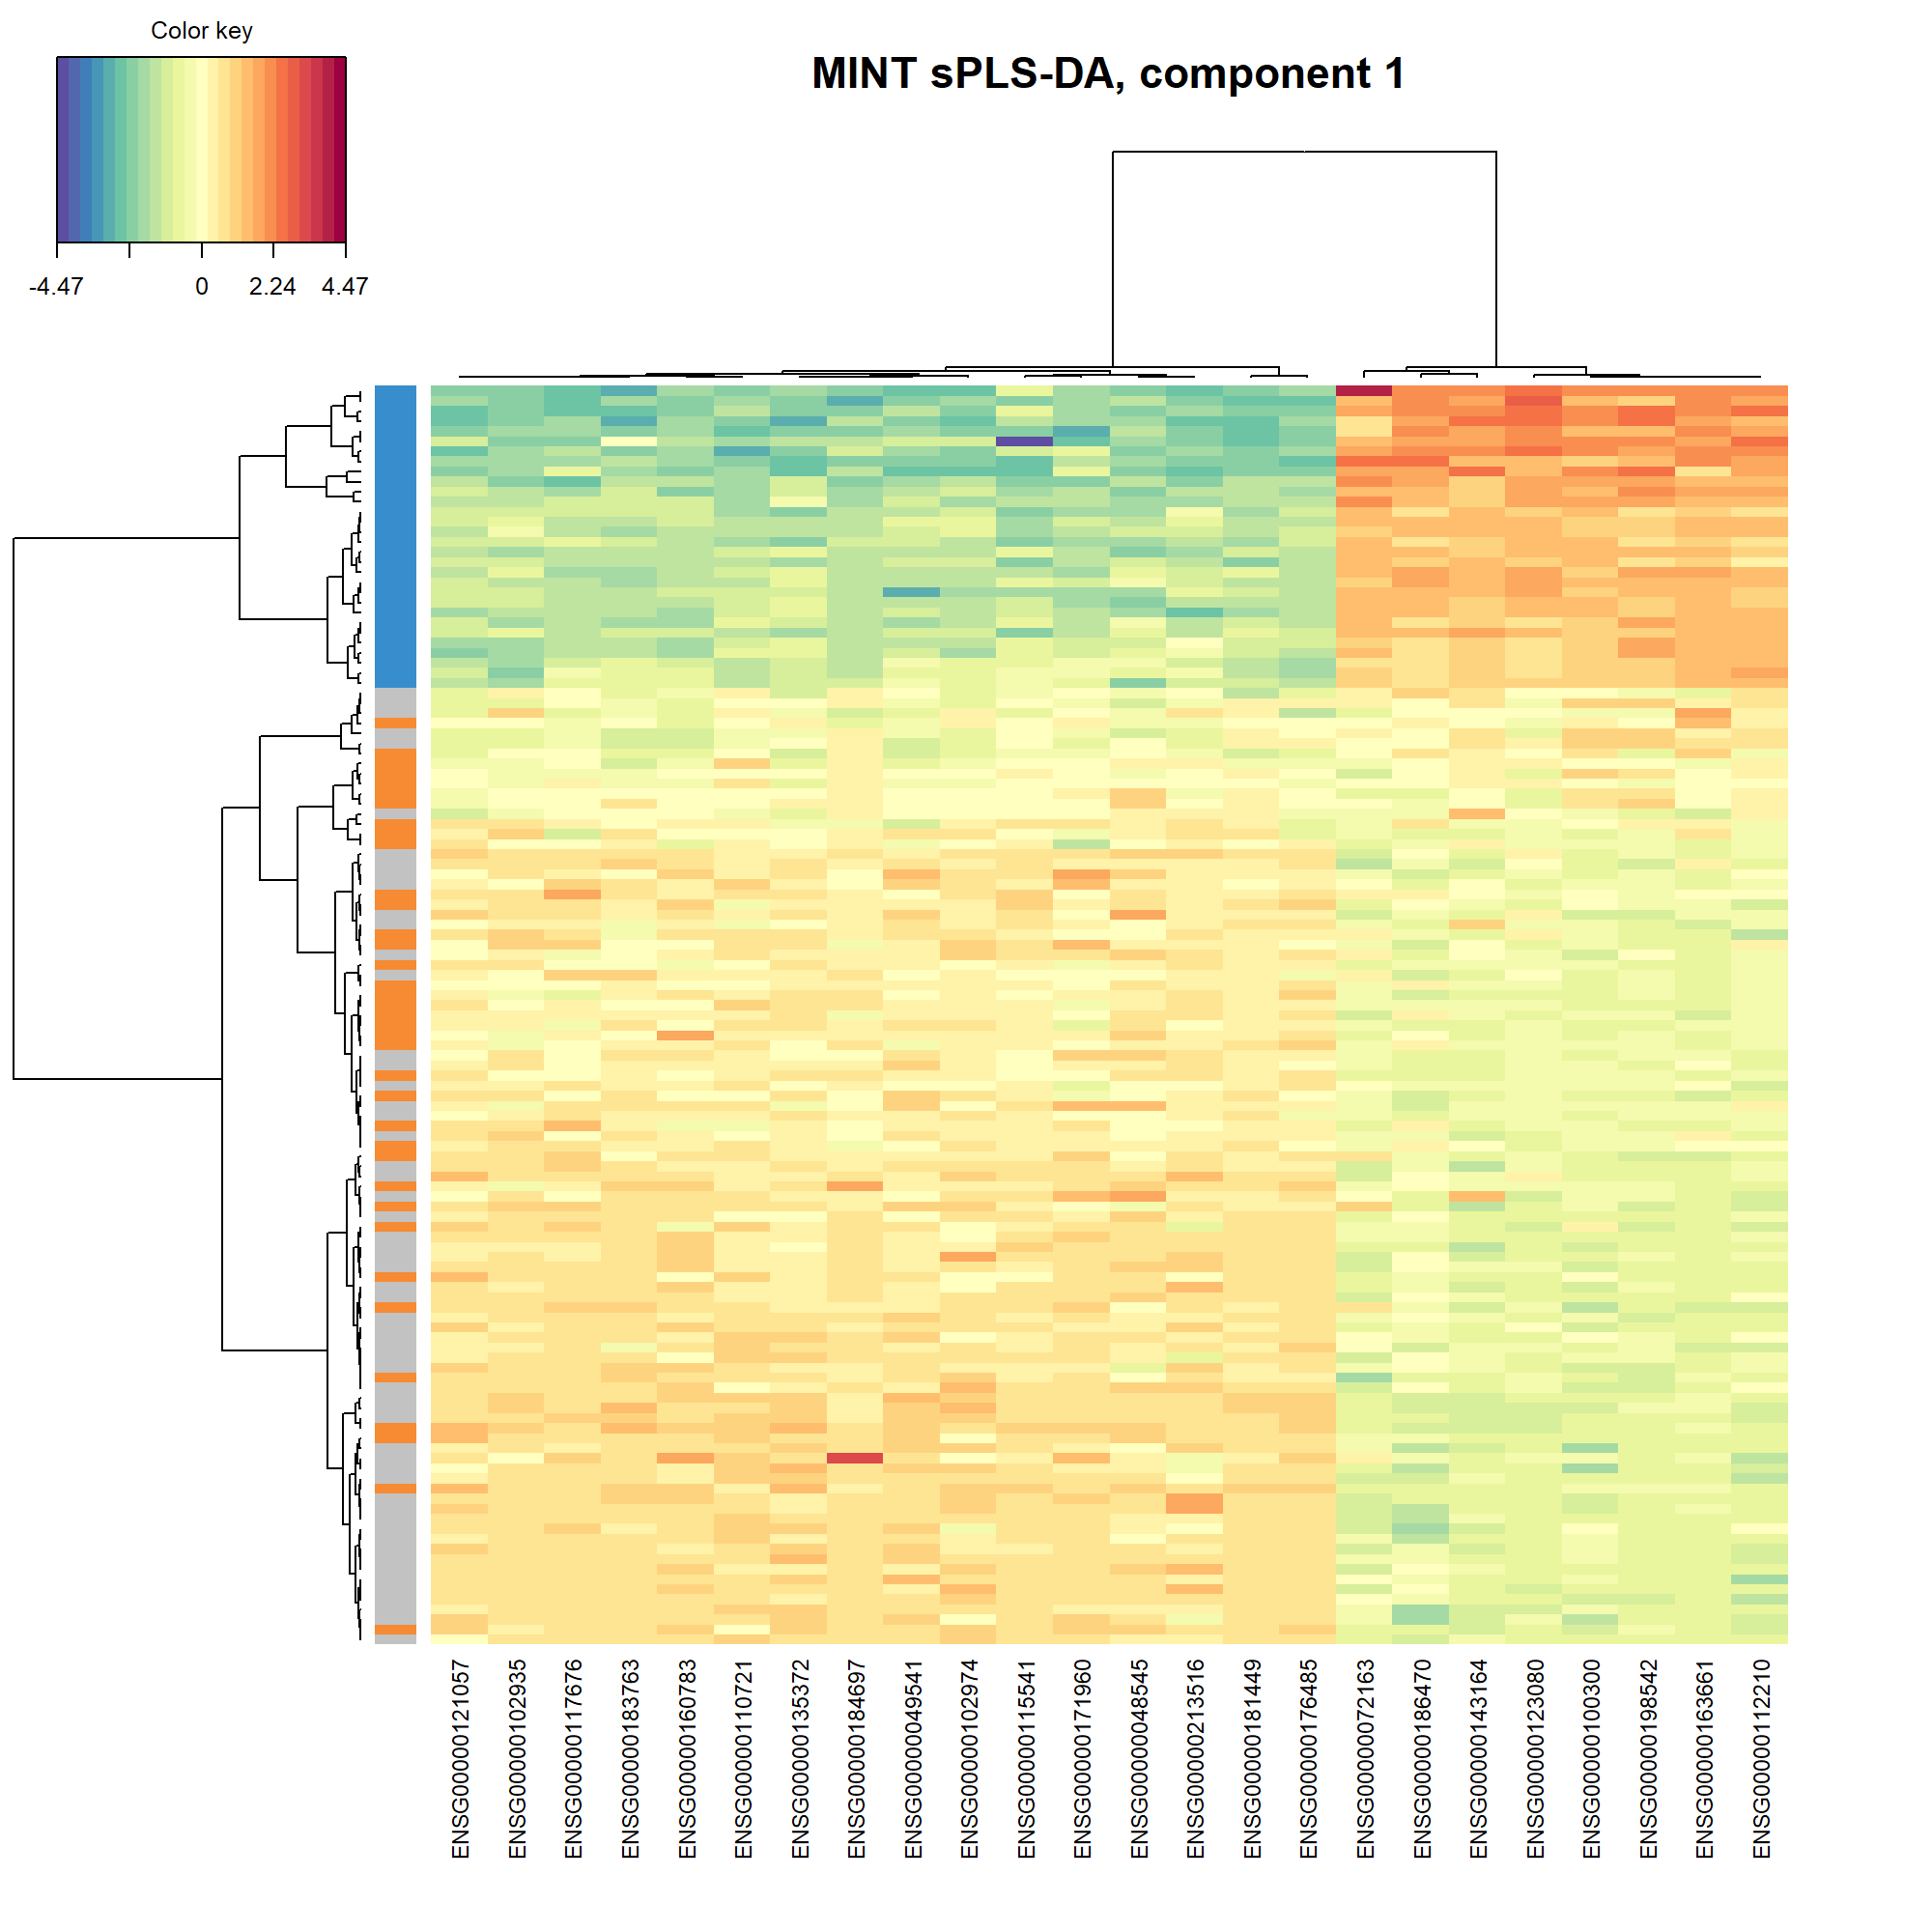 Color key
MINT sPLS-DA, component 1
-4.47 0 2.24 4.47
ENSG00000121057
ENSG00000102935
ENSG00000117676
ENSG00000183763
ENSG00000160783
ENSG00000110721
ENSG00000135372
ENSG00000184697
ENSG00000049541
ENSG00000102974
ENSG00000115541
ENSG00000171960
ENSG00000048545
ENSG00000213516
ENSG00000181449
ENSG00000176485
ENSG00000072163
ENSG00000186470
ENSG00000143164
ENSG00000123080
ENSG00000100300
ENSG00000198542
ENSG00000163661
ENSG00000112210